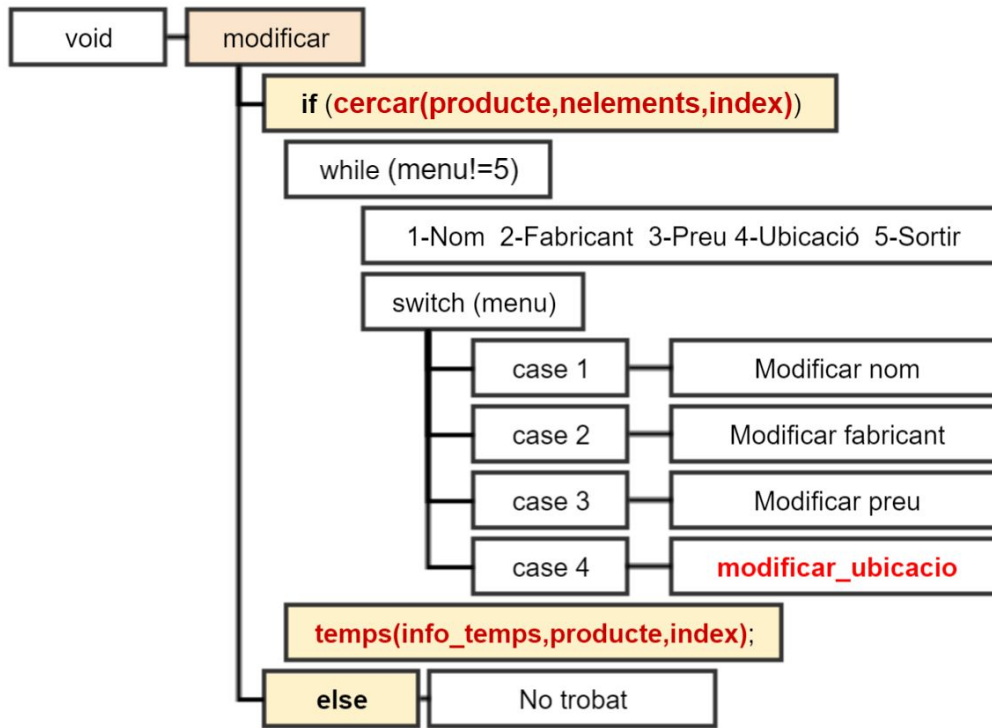 void modificar
if (cercar(producte,nelements,index))
while (menu!=5)
1-Nom 2-Fabricant 3-Preu 4-Ubicació 5-Sortir
switch (menu)
case 1 Modificar nom
case 2 Modificar fabricant
case 3 Modificar preu
case 4 modificar_ubicacio
temps(info_temps,producte,index);
else No trobat